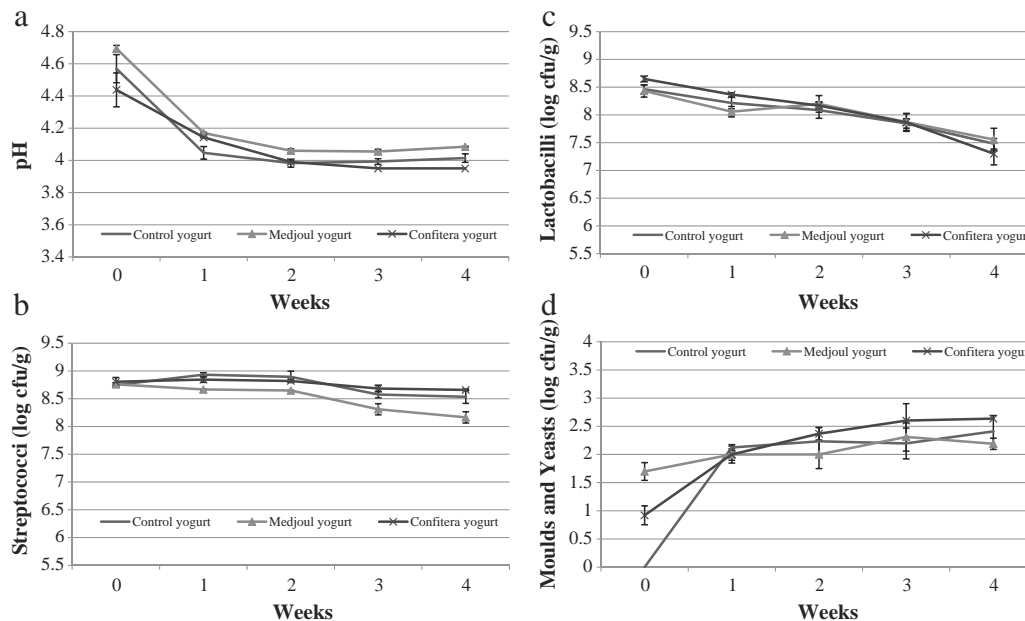 a
4.8
4.6
4.4
4.2
4
3.8
3.6
3.4
pH
Control yogurt Medjoul yogurt Confitera yogurt
0 1 2 3 4
Weeks
b
9.5
9
8.5
8
7.5
7
6.5
6
5.5
Streptococci (log cfu/g)
Control yogurt Medjoul yogurt Confitera yogurt
0 1 2 3 4
Weeks
c
9.5
9
8.5
8
7.5
7
6.5
6
5.5
Lactobacilli (log cfu/g)
Control yogurt Medjoul yogurt Confitera yogurt
0 1 2 3 4
Weeks
d
4
3.5
3
2.5
2
1.5
1
0.5
0
Moulds and Yeasts (log cfu/g)
Control yogurt Medjoul yogurt Confitera yogurt
0 1 2 3 4
Weeks